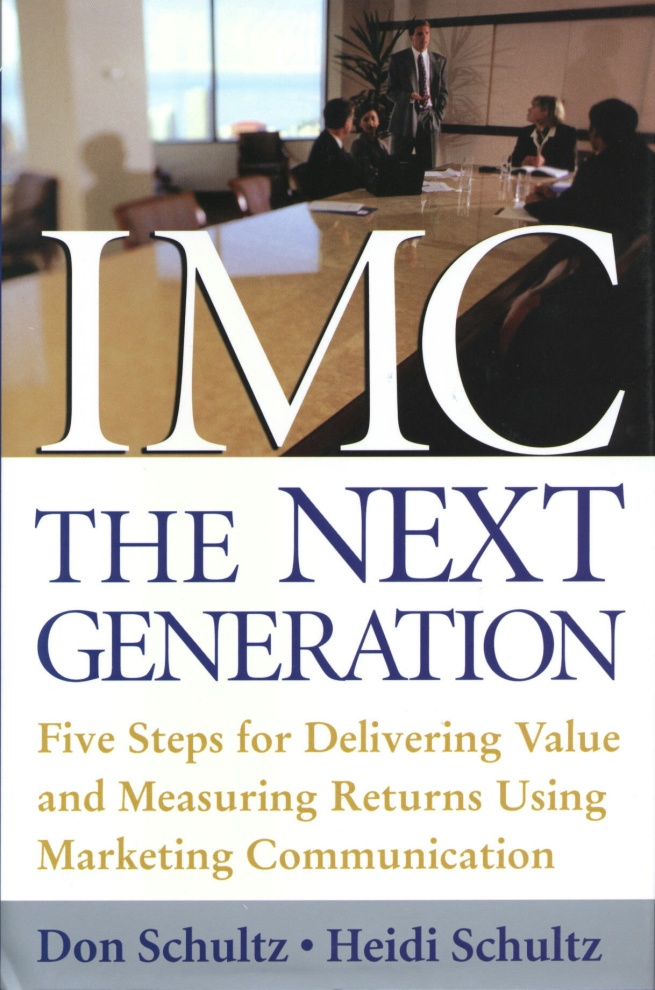 IMC
THE NEXT
GENERATION
Five Steps for Delivering Value
and Measuring Returns Using
Marketing Communication
Don Schultz • Heidi Schultz